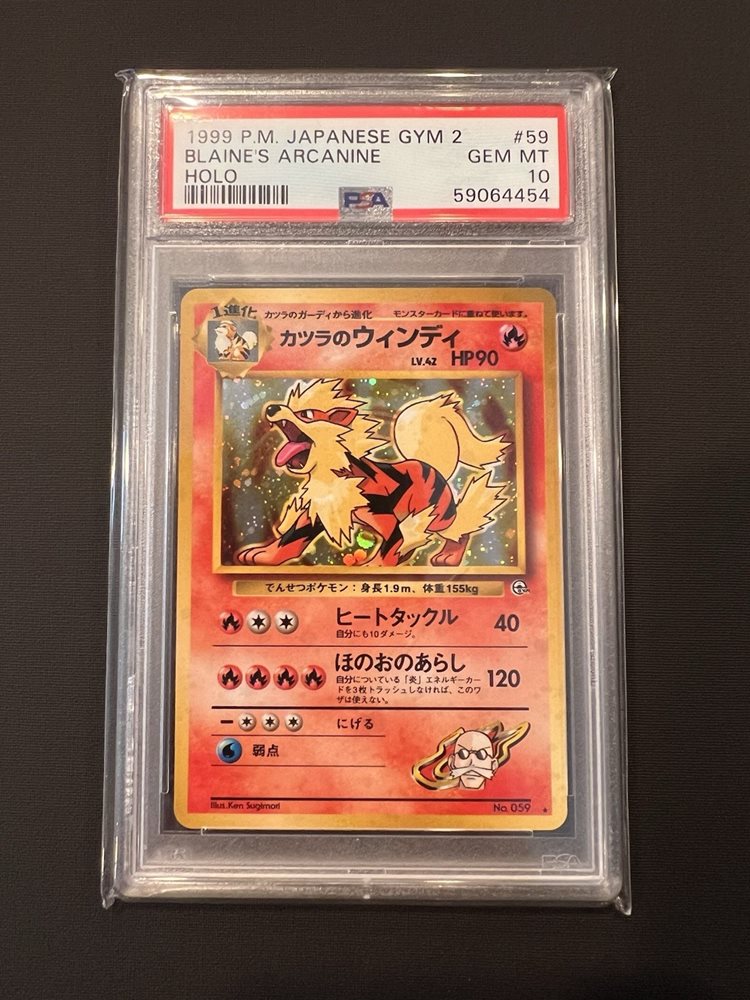 1999 P.M. JAPANESE GYM 2 #59
BLAINE'S ARCANINE GEM MT
HOLO 10
PSA 59064454
1進化 カツラのガーディから進化 モンスターカードに重ねて使います。
カツラのウィンディ
LV.42 HP90
でんせつポケモン：身長1.9m、体重155kg
ヒートタックル 40
自分にも10ダメージ。
ほのおのあらし 120
自分についている「炎」エネルギーカー
ドを3枚トラッシュしなければ、このワ
ザは使えない。
ー にげる
弱点
Illus. Ken Sugimori No. 059
PSA